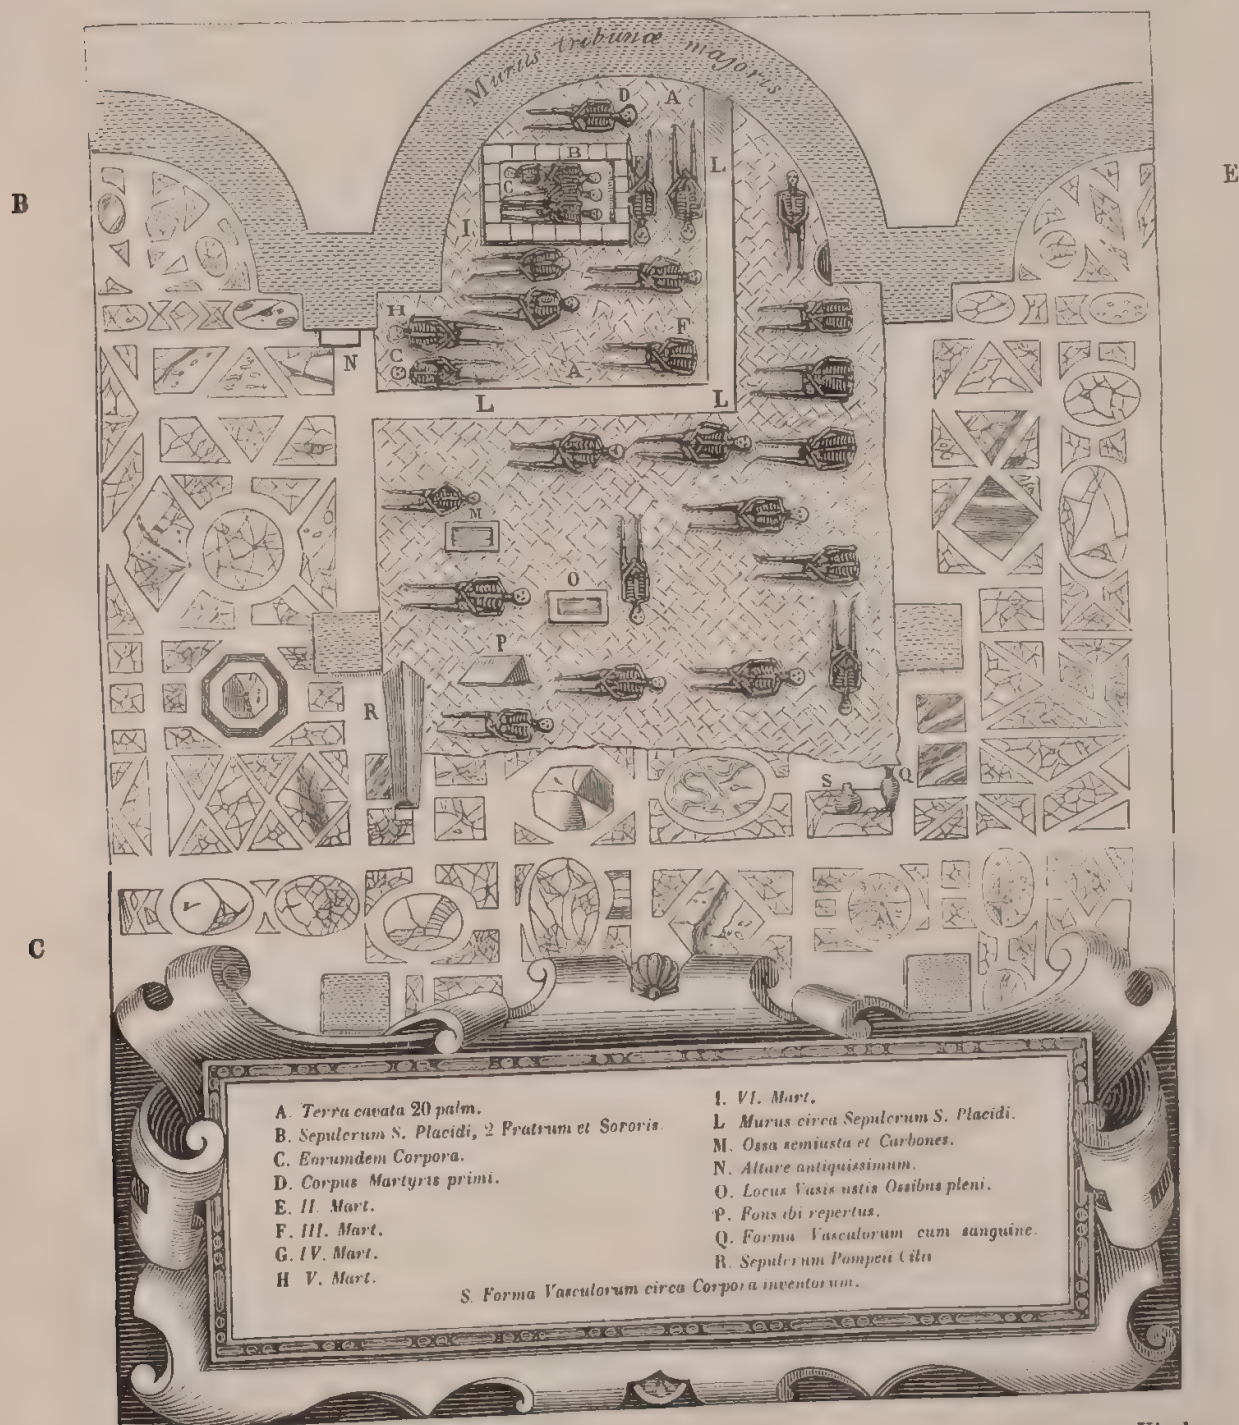 Murus tribunæ majoris
D A
B
E L
C
B
E
I
H
F
C
N A
L L
M
O
P
R
S Q
C
A. Terra cavata 20 palm.
B. Sepulcrum S. Placidi, 2 Fratrum et Sororis.
C. Eorumdem Corpora.
D. Corpus Martyris primi.
E. II. Mart.
F. III. Mart.
G. IV. Mart.
H V. Mart.
I. VI. Mart.
L Murus circa Sepulcrum S. Placidi.
M. Ossa semiusta et Carbones.
N. Altare antiquissimum.
O. Locus Vasis ustis Ossibus pleni.
P. Fons ibi repertus.
Q. Forma Vasculorum cum sanguine.
R. Sepulcrum Pompeii
S. Forma Vasculorum circa Corpora inventorum.